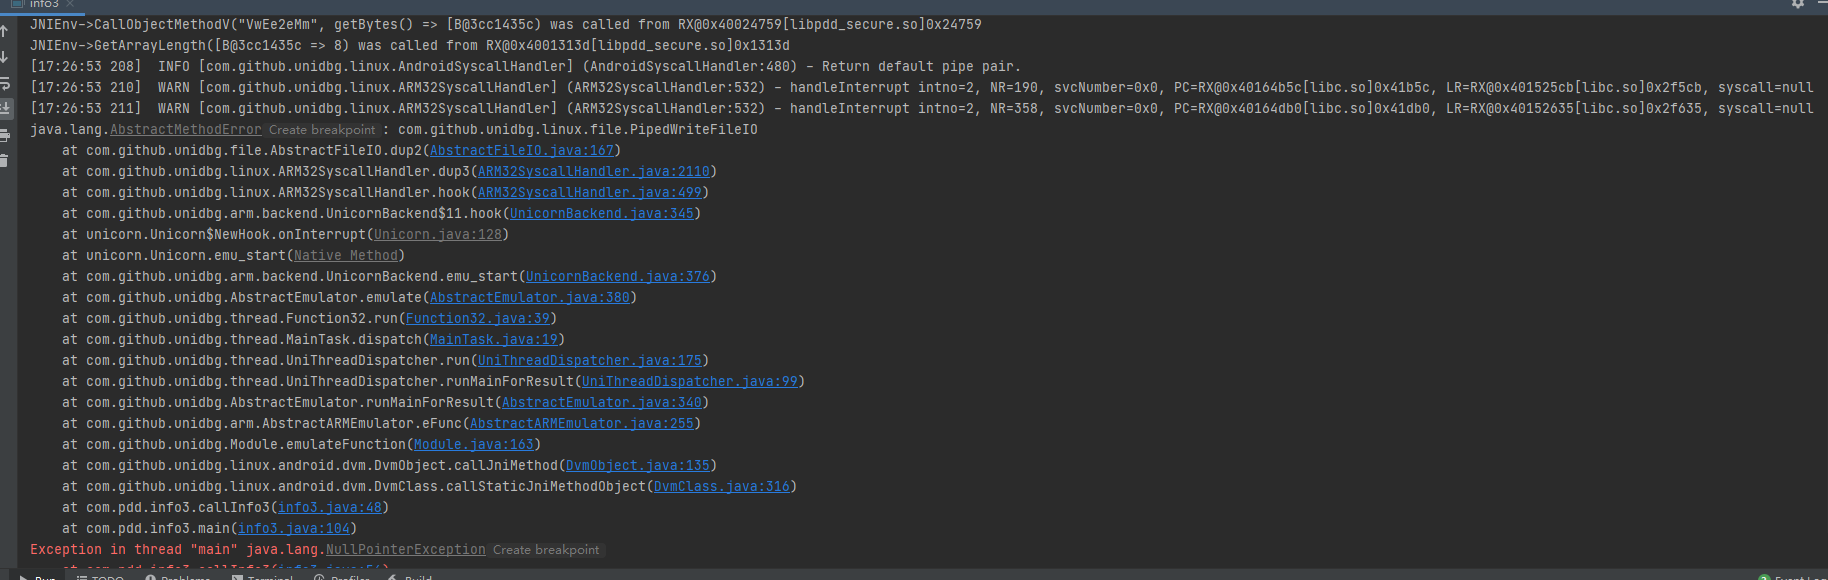 info3
JNIEnv->CallObjectMethodV("VwEe2eMm", getBytes() => [B@3cc1435c) was called from RX@0x40024759[libpdd_secure.so]0x24759
JNIEnv->GetArrayLength([B@3cc1435c => 8) was called from RX@0x4001313d[libpdd_secure.so]0x1313d
[17:26:53 208]  INFO [com.github.unidbg.linux.AndroidSyscallHandler] (AndroidSyscallHandler:480) - Return default pipe pair.
[17:26:53 210]  WARN [com.github.unidbg.linux.ARM32SyscallHandler] (ARM32SyscallHandler:532) - handleInterrupt intno=2, NR=190, svcNumber=0x0, PC=RX@0x40164b5c[libc.so]0x41b5c, LR=RX@0x401525cb[libc.so]0x2f5cb, syscall=null
[17:26:53 211]  WARN [com.github.unidbg.linux.ARM32SyscallHandler] (ARM32SyscallHandler:532) - handleInterrupt intno=2, NR=358, svcNumber=0x0, PC=RX@0x40164db0[libc.so]0x41db0, LR=RX@0x40152635[libc.so]0x2f635, syscall=null
java.lang.AbstractMethodError Create breakpoint : com.github.unidbg.linux.file.PipedWriteFileIO
at com.github.unidbg.file.AbstractFileIO.dup2(AbstractFileIO.java:167)
at com.github.unidbg.linux.ARM32SyscallHandler.dup3(ARM32SyscallHandler.java:2110)
at com.github.unidbg.linux.ARM32SyscallHandler.hook(ARM32SyscallHandler.java:499)
at com.github.unidbg.arm.backend.UnicornBackend$11.hook(UnicornBackend.java:345)
at unicorn.Unicorn$NewHook.onInterrupt(Unicorn.java:128)
at unicorn.Unicorn.emu_start(Native Method)
at com.github.unidbg.arm.backend.UnicornBackend.emu_start(UnicornBackend.java:376)
at com.github.unidbg.AbstractEmulator.emulate(AbstractEmulator.java:380)
at com.github.unidbg.thread.Function32.run(Function32.java:39)
at com.github.unidbg.thread.MainTask.dispatch(MainTask.java:19)
at com.github.unidbg.thread.UniThreadDispatcher.run(UniThreadDispatcher.java:175)
at com.github.unidbg.thread.UniThreadDispatcher.runMainForResult(UniThreadDispatcher.java:99)
at com.github.unidbg.AbstractEmulator.runMainForResult(AbstractEmulator.java:340)
at com.github.unidbg.arm.AbstractARMEmulator.eFunc(AbstractARMEmulator.java:255)
at com.github.unidbg.Module.emulateFunction(Module.java:163)
at com.github.unidbg.linux.android.dvm.DvmObject.callJniMethod(DvmObject.java:135)
at com.github.unidbg.linux.android.dvm.DvmClass.callStaticJniMethodObject(DvmClass.java:316)
at com.pdd.info3.callInfo3(info3.java:48)
at com.pdd.info3.main(info3.java:104)
Exception in thread "main" java.lang.NullPointerException Create breakpoint
Run TODO Problems Terminal Profiler Build